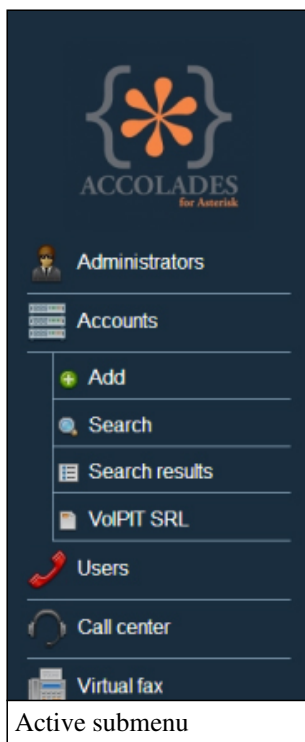 ACCOLADES
for Asterisk
Administrators
Accounts
Add
Search
Search results
VoIPIT SRL
Users
Call center
Virtual fax
Active submenu